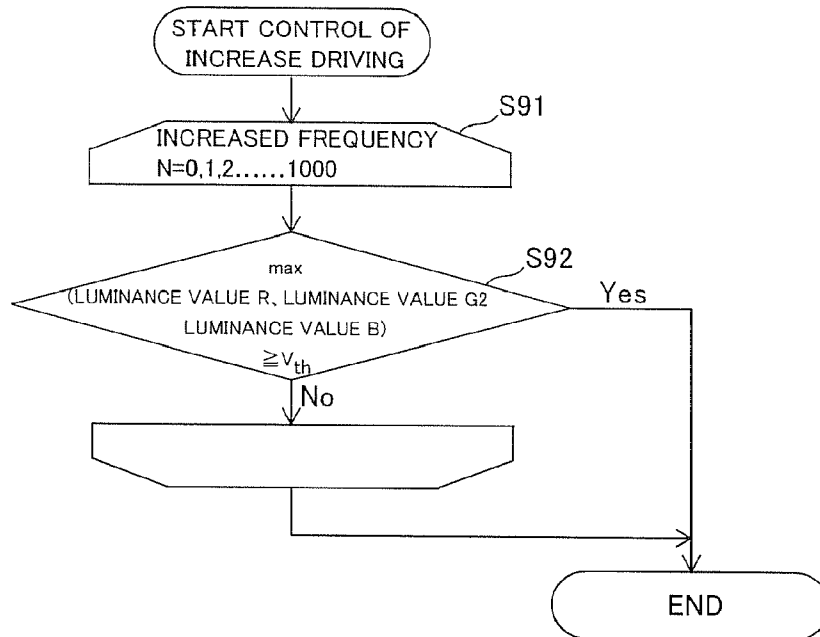 START CONTROL OF
INCREASE DRIVING
S91
INCREASED FREQUENCY
N=0,1,2......1000
S92
max
(LUMINANCE VALUE R、LUMINANCE VALUE G2
LUMINANCE VALUE B)
≧Vth
Yes
No
END